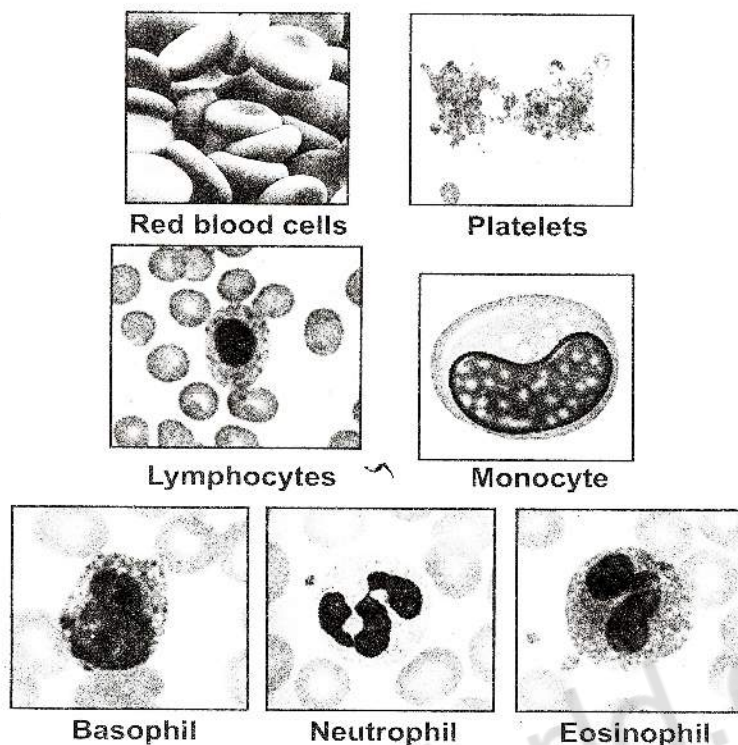 Red blood cells
Platelets
Lymphocytes
Monocyte
Basophil
Neutrophil
Eosinophil